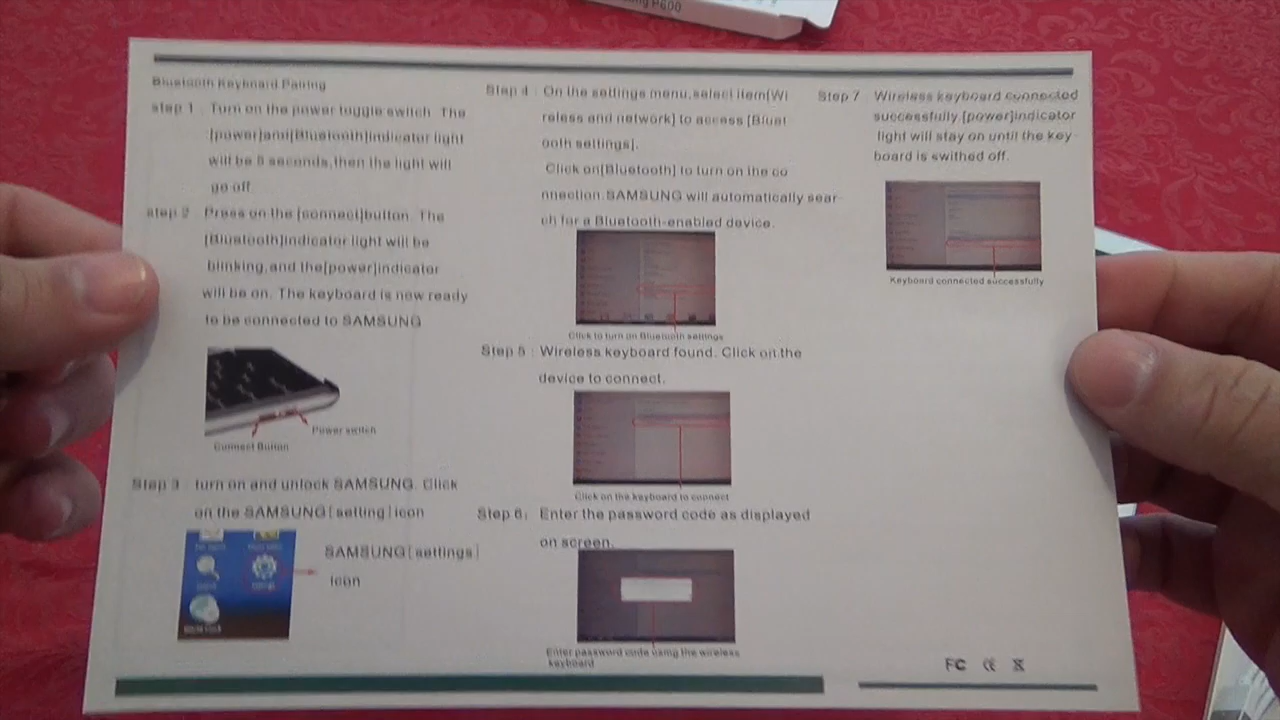 P600
Bluetooth Keyboard Pairing
step 1 : Turn on the power toggle switch. The
[power]and[Bluetooth]indicator light
will be 5 seconds,then the light will
go off.
step 2 : Press on the [connect]button. The
[Bluetooth]indicator light will be
blinking,and the[power]indicator
will be on. The keyboard is now ready
to be connected to SAMSUNG
Power switch
Connect Button
Step 3 : turn on and unlock SAMSUNG. Click
on the SAMSUNG[setting]icon
SAMSUNG[settings]
icon
Step 4 : On the settings menu,select item[Wi
reless and network] to access [Bluet
ooth settings].
Click on[Bluetooth] to turn on the co
nnection.SAMSUNG will automatically sear-
ch for a Bluetooth-enabled device.
Click to turn on Bluetooth settings
Step 5 : Wireless keyboard found. Click on the
device to connect.
Click on the keyboard to connect
Step 6: Enter the password code as displayed
on screen.
Enter password code using the wireless
keyboard
Step 7 : Wireless keyboard connected
successfully [power]indicator
light will stay on until the key-
board is swithed off.
Keyboard connected successfully
FC CE